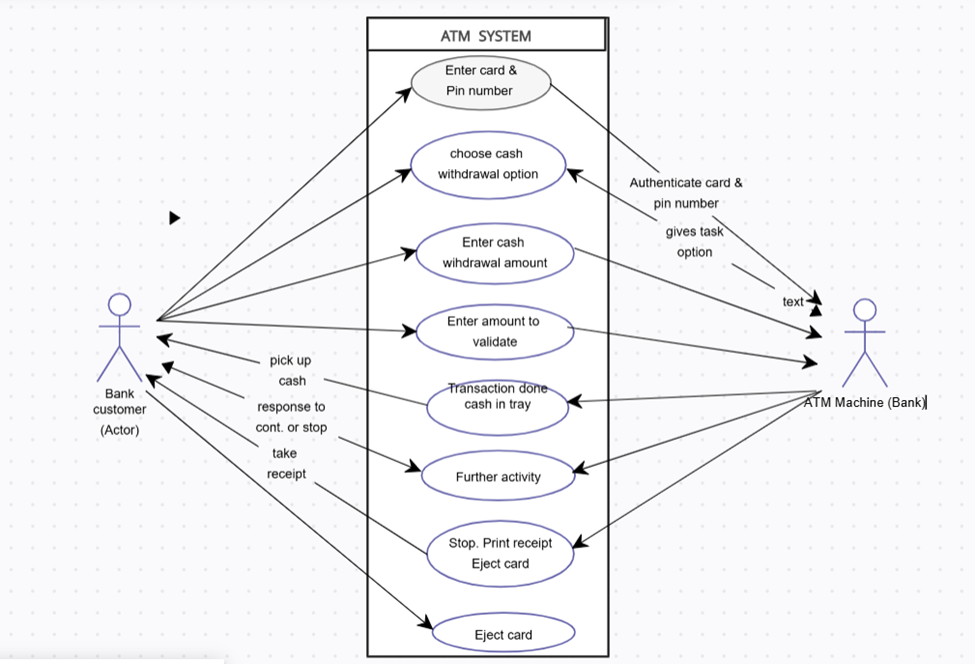 ATM SYSTEM
Enter card &
Pin number
choose cash
withdrawal option
Authenticate card &
pin number
gives task
option
Enter cash
wihdrawal amount
text
Enter amount to
validate
pick up
cash
Transaction done
cash in tray
Bank
customer
(Actor)
ATM Machine (Bank)
response to
cont. or stop
take
receipt
Further activity
Stop. Print receipt
Eject card
Eject card